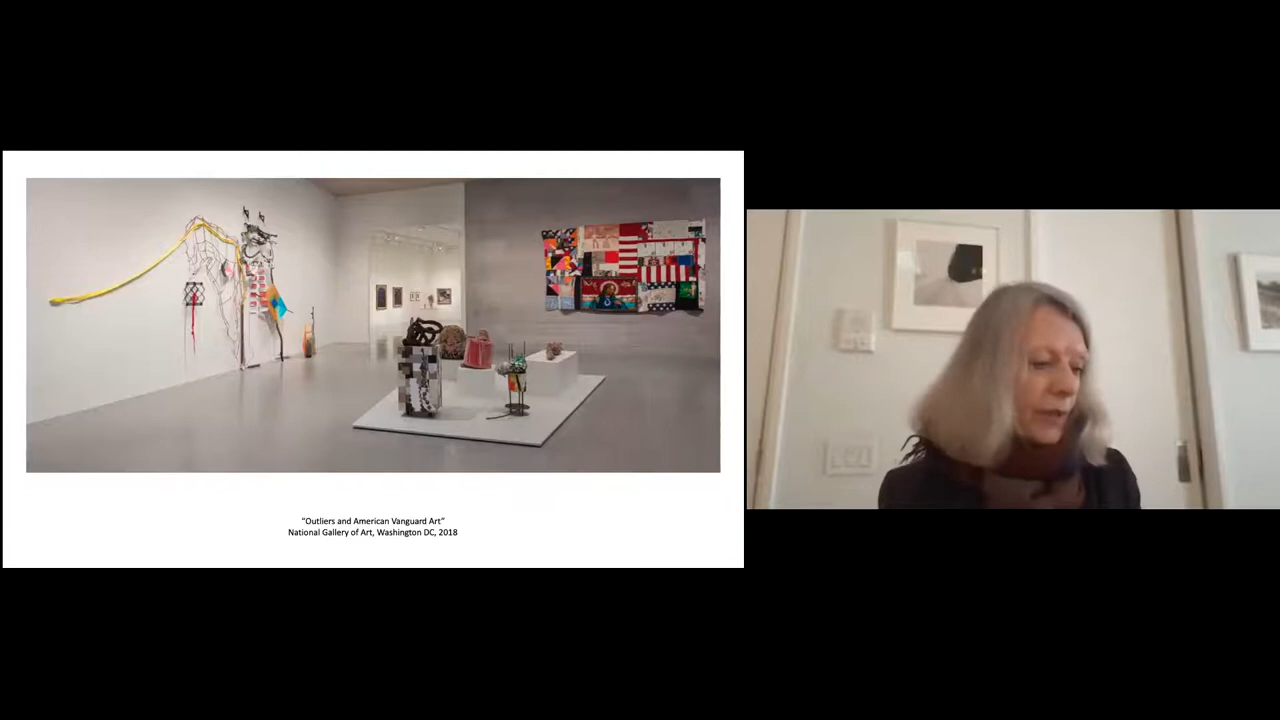 “Outliers and American Vanguard Art”
National Gallery of Art, Washington DC, 2018